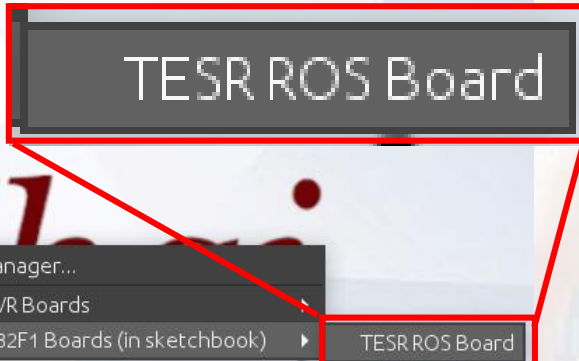 TESR ROS Board
anager...
VR Boards
32F1 Boards (in sketchbook)
TESR ROS Board